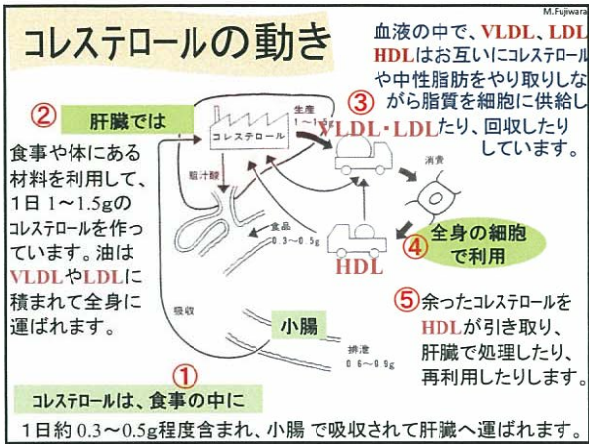 M.Fujiwara
コレステロールの動き
血液の中で、VLDL、LDL
HDLはお互いにコレステロール
や中性脂肪をやり取りしな
がら脂質を細胞に供給し
たり、回収したり
しています。
② 肝臓では
食事や体にある
材料を利用して、
1日 1～1.5gの
コレステロールを作っ
ています。油は
VLDLやLDLに
積まれて全身に
運ばれます。
生産
1～1.5g
コレステロール
③
VLDL・LDL
消費
胆汁酸
食品
0.3～0.5g
HDL
④ 全身の細胞
で利用
⑤ 余ったコレステロールを
HDLが引き取り、
肝臓で処理したり、
再利用したりします。
吸収
小腸
排泄
0.6～0.9g
①
コレステロールは、食事の中に
1日約 0.3～0.5g程度含まれ、小腸 で吸収されて肝臓へ運ばれます。